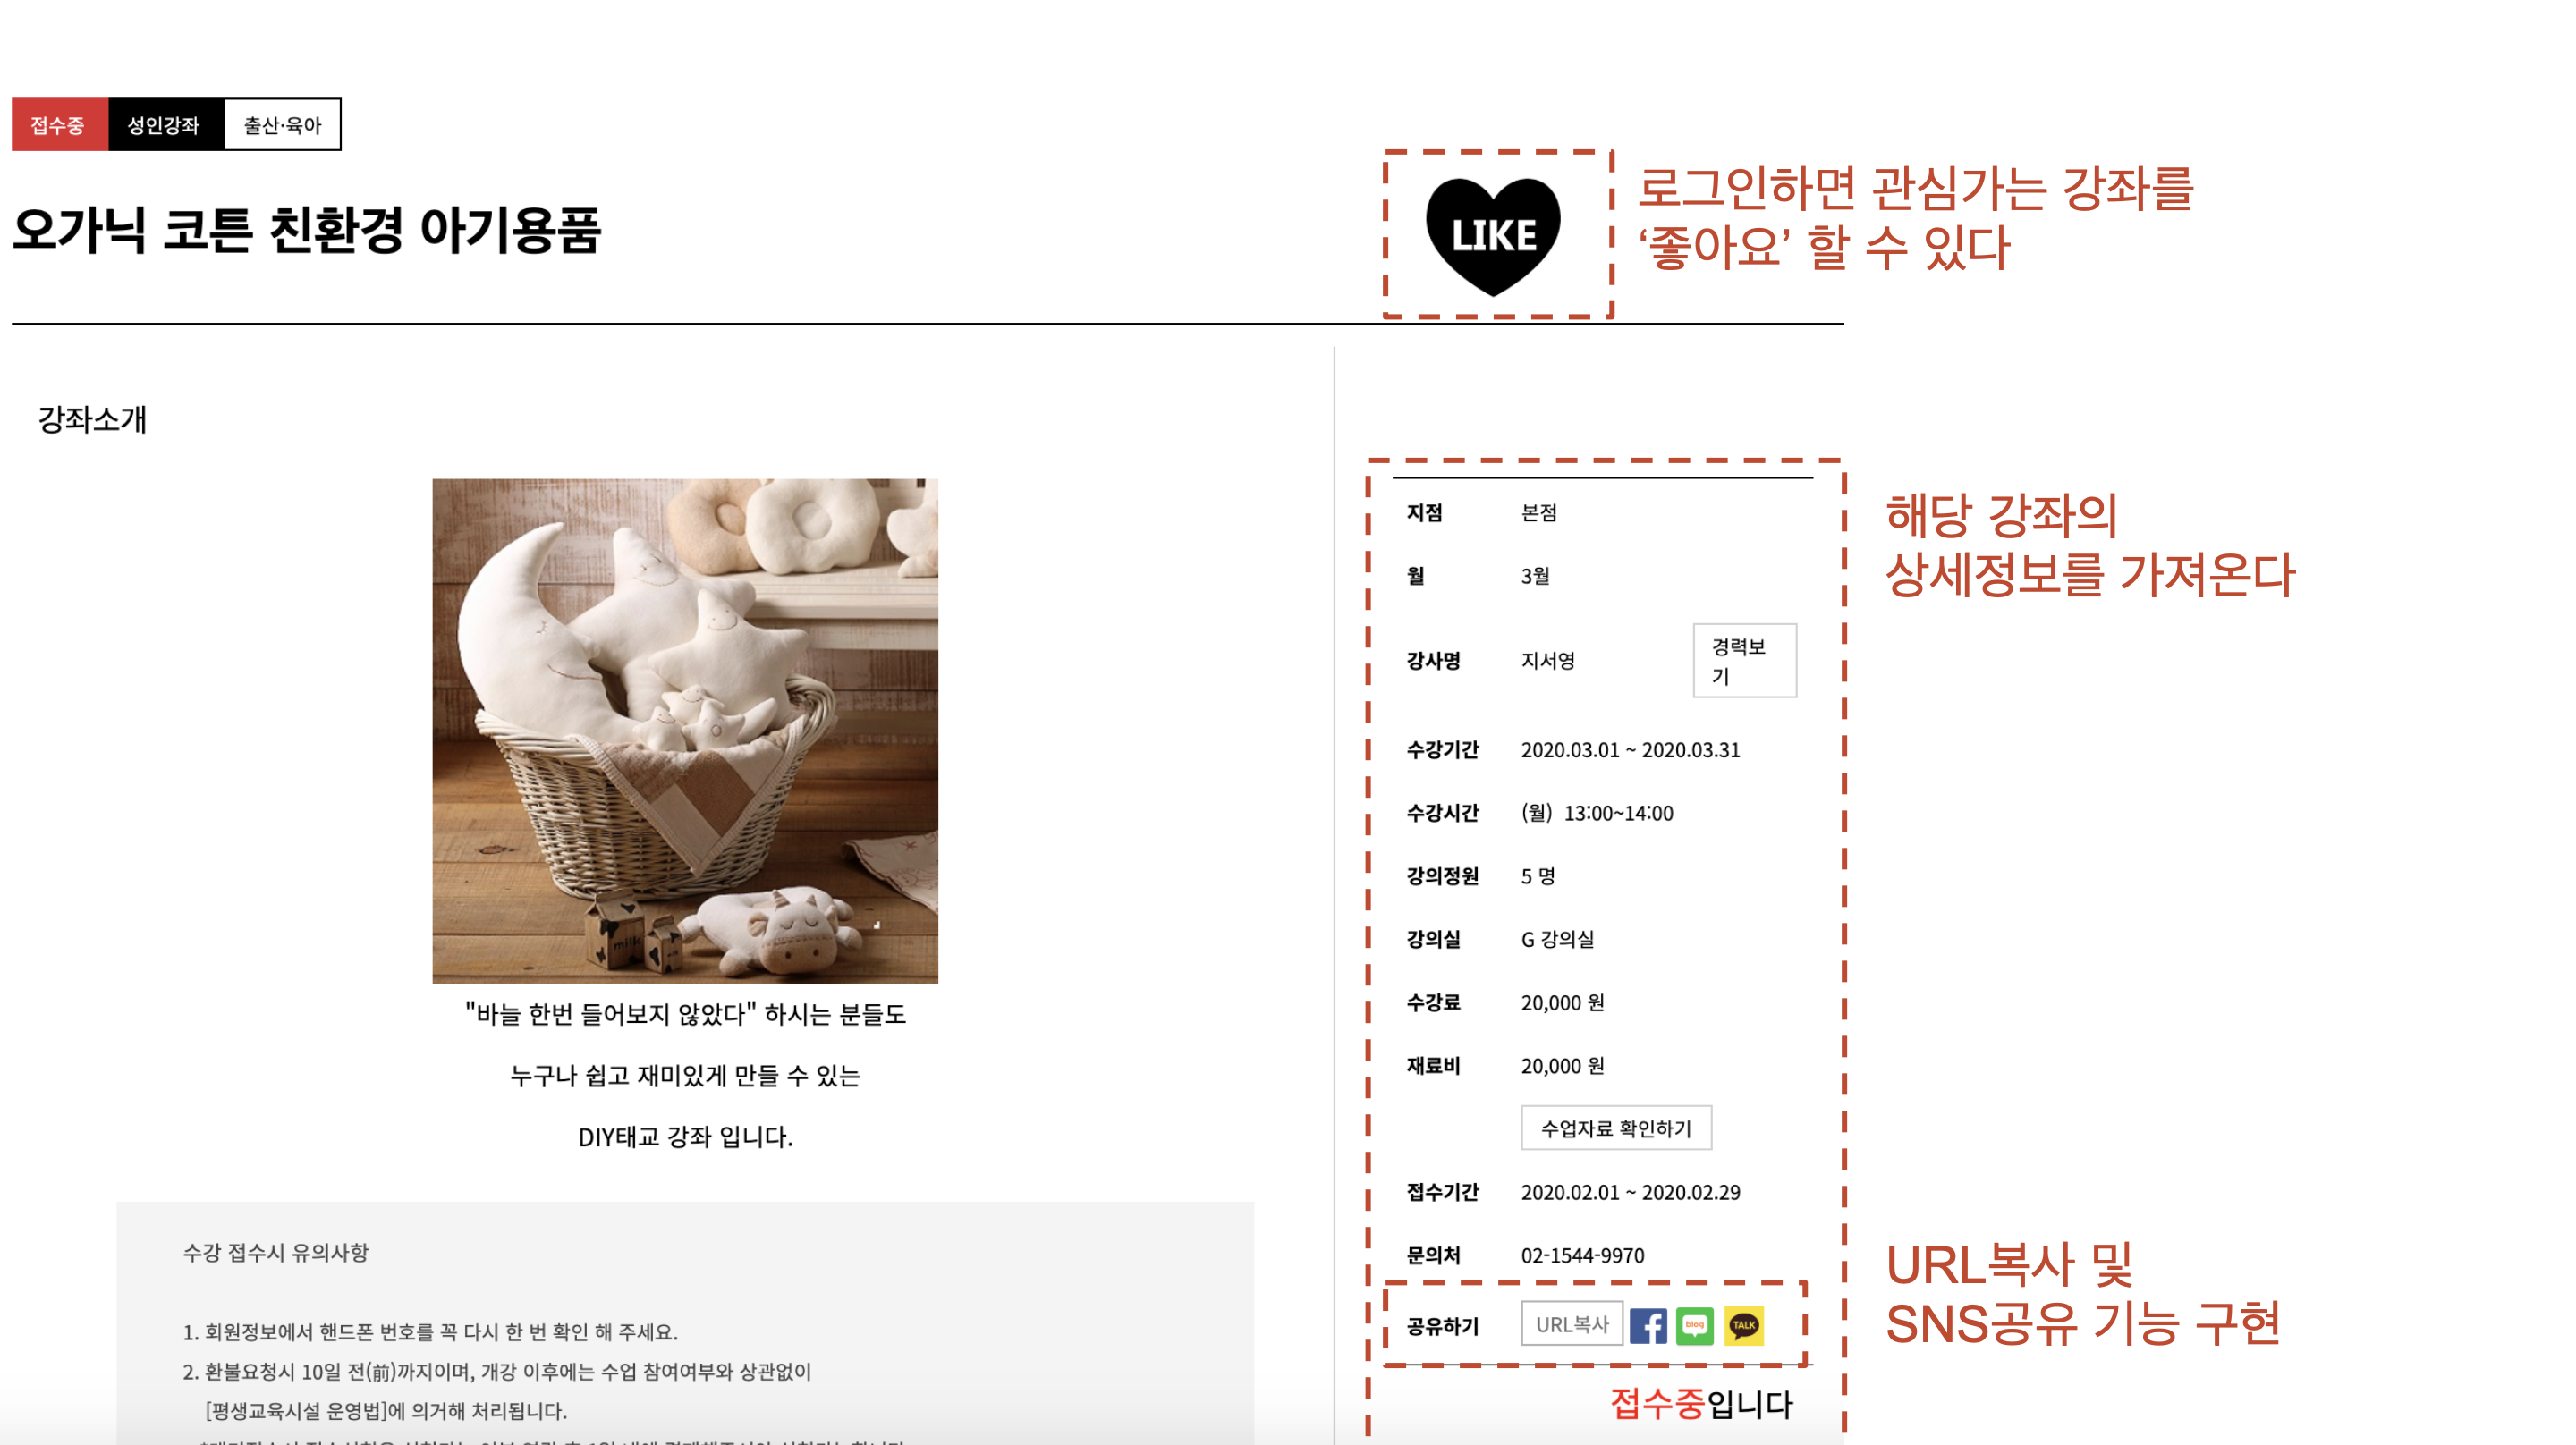 접수중 성인강좌 출산·육아
오가닉 코튼 친환경 아기용품
LIKE
로그인하면 관심가는 강좌를
‘좋아요’ 할 수 있다
강좌소개
milk
"바늘 한번 들어보지 않았다" 하시는 분들도
누구나 쉽고 재미있게 만들 수 있는
DIY태교 강좌 입니다.
수강 접수시 유의사항
1. 회원정보에서 핸드폰 번호를 꼭 다시 한 번 확인 해 주세요.
2. 환불요청시 10일 전(前)까지이며, 개강 이후에는 수업 참여여부와 상관없이
[평생교육시설 운영법]에 의거해 처리됩니다.
지점 본점
월 3월
강사명 지서영 경력보
기
수강기간 2020.03.01 ~ 2020.03.31
수강시간 (월) 13:00~14:00
강의정원 5 명
강의실 G 강의실
수강료 20,000 원
재료비 20,000 원
수업자료 확인하기
접수기간 2020.02.01 ~ 2020.02.29
문의처 02-1544-9970
공유하기 URL복사 f blog TALK
접수중입니다
해당 강좌의
상세정보를 가져온다
URL복사 및
SNS공유 기능 구현